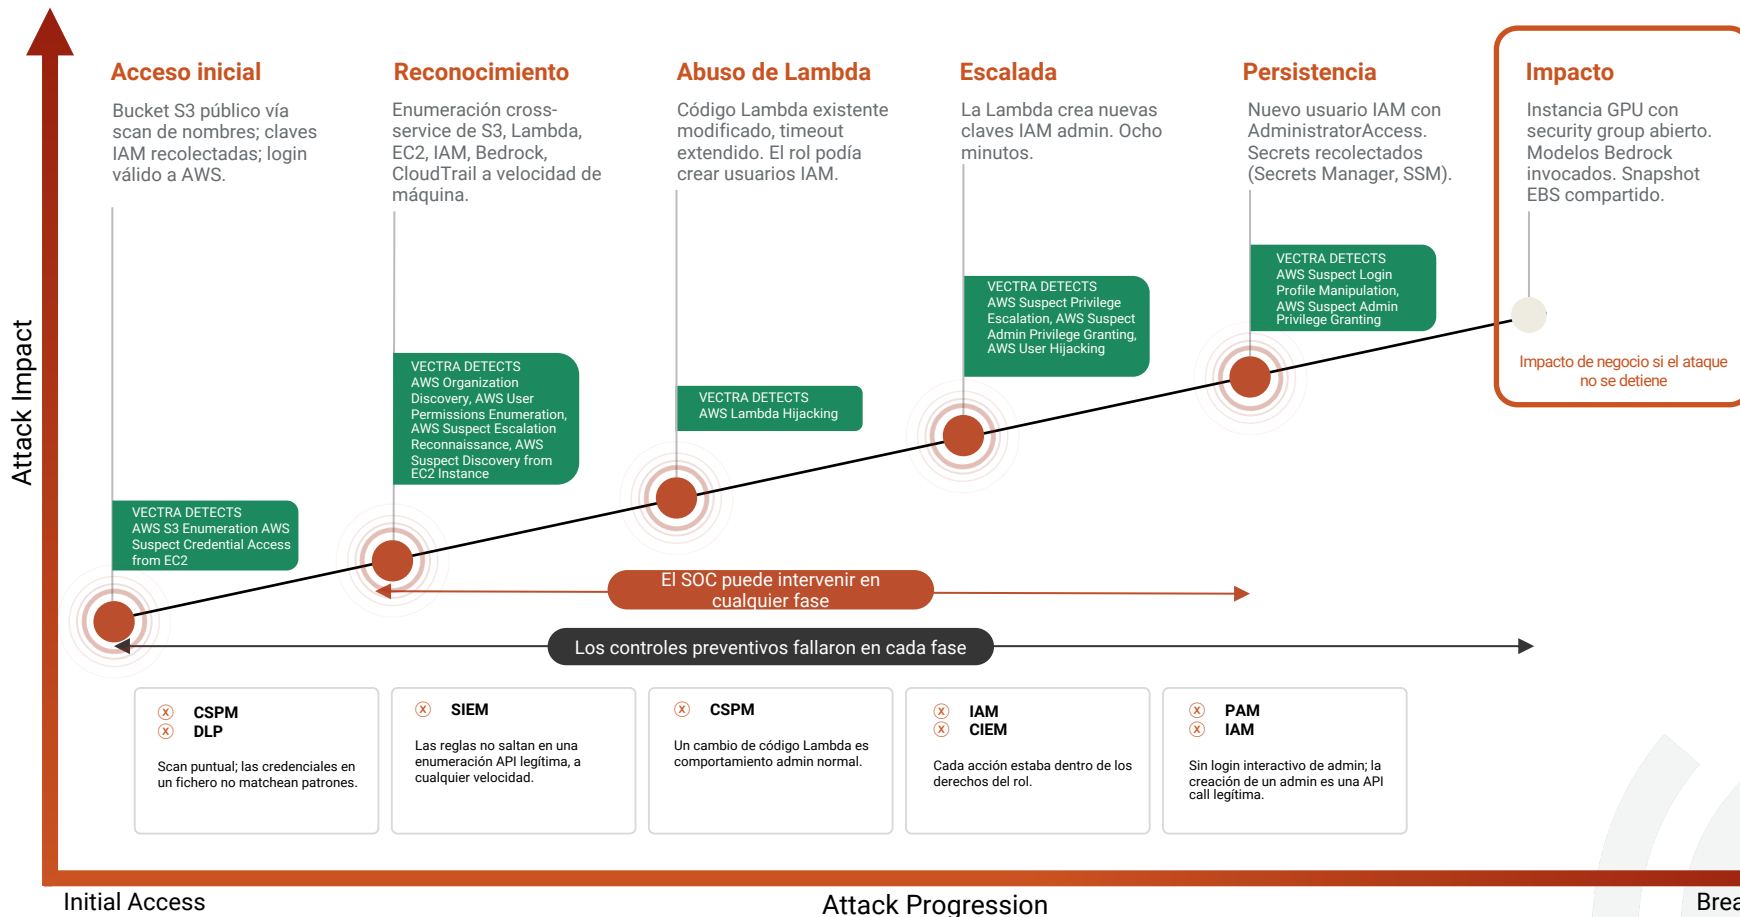 Acceso inicial
Bucket S3 público vía
scan de nombres; claves
IAM recolectadas; login
válido a AWS.
Reconocimiento
Enumeración cross-
service de S3, Lambda,
EC2, IAM, Bedrock,
CloudTrail a velocidad de
máquina.
Abuso de Lambda
Código Lambda existente
modificado, timeout
extendido. El rol podía
crear usuarios IAM.
Escalada
La Lambda crea nuevas
claves IAM admin. Ocho
minutos.
Persistencia
Nuevo usuario IAM con
AdministratorAccess.
Secrets recolectados
(Secrets Manager, SSM).
Impacto
Instancia GPU con
security group abierto.
Modelos Bedrock
invocados. Snapshot
EBS compartido.
VECTRA DETECTS
AWS S3 Enumeration AWS
Suspect Credential Access
from EC2
VECTRA DETECTS
AWS Organization
Discovery, AWS User
Permissions Enumeration,
AWS Suspect Escalation
Reconnaissance, AWS
Suspect Discovery from
EC2 Instance
VECTRA DETECTS
AWS Lambda Hijacking
VECTRA DETECTS
AWS Suspect Privilege
Escalation, AWS Suspect
Admin Privilege Granting,
AWS User Hijacking
VECTRA DETECTS
AWS Suspect Login
Profile Manipulation,
AWS Suspect Admin
Privilege Granting
Impacto de negocio si el ataque
no se detiene
Attack Impact
El SOC puede intervenir en
cualquier fase
Los controles preventivos fallaron en cada fase
x CSPM
x DLP
Scan puntual; las credenciales en
un fichero no matchean patrones.
x SIEM
Las reglas no saltan en una
enumeración API legítima, a
cualquier velocidad.
x CSPM
Un cambio de código Lambda es
comportamiento admin normal.
x IAM
x CIEM
Cada acción estaba dentro de los
derechos del rol.
x PAM
x IAM
Sin login interactivo de admin; la
creación de un admin es una API
call legítima.
Initial Access
Attack Progression
Brea